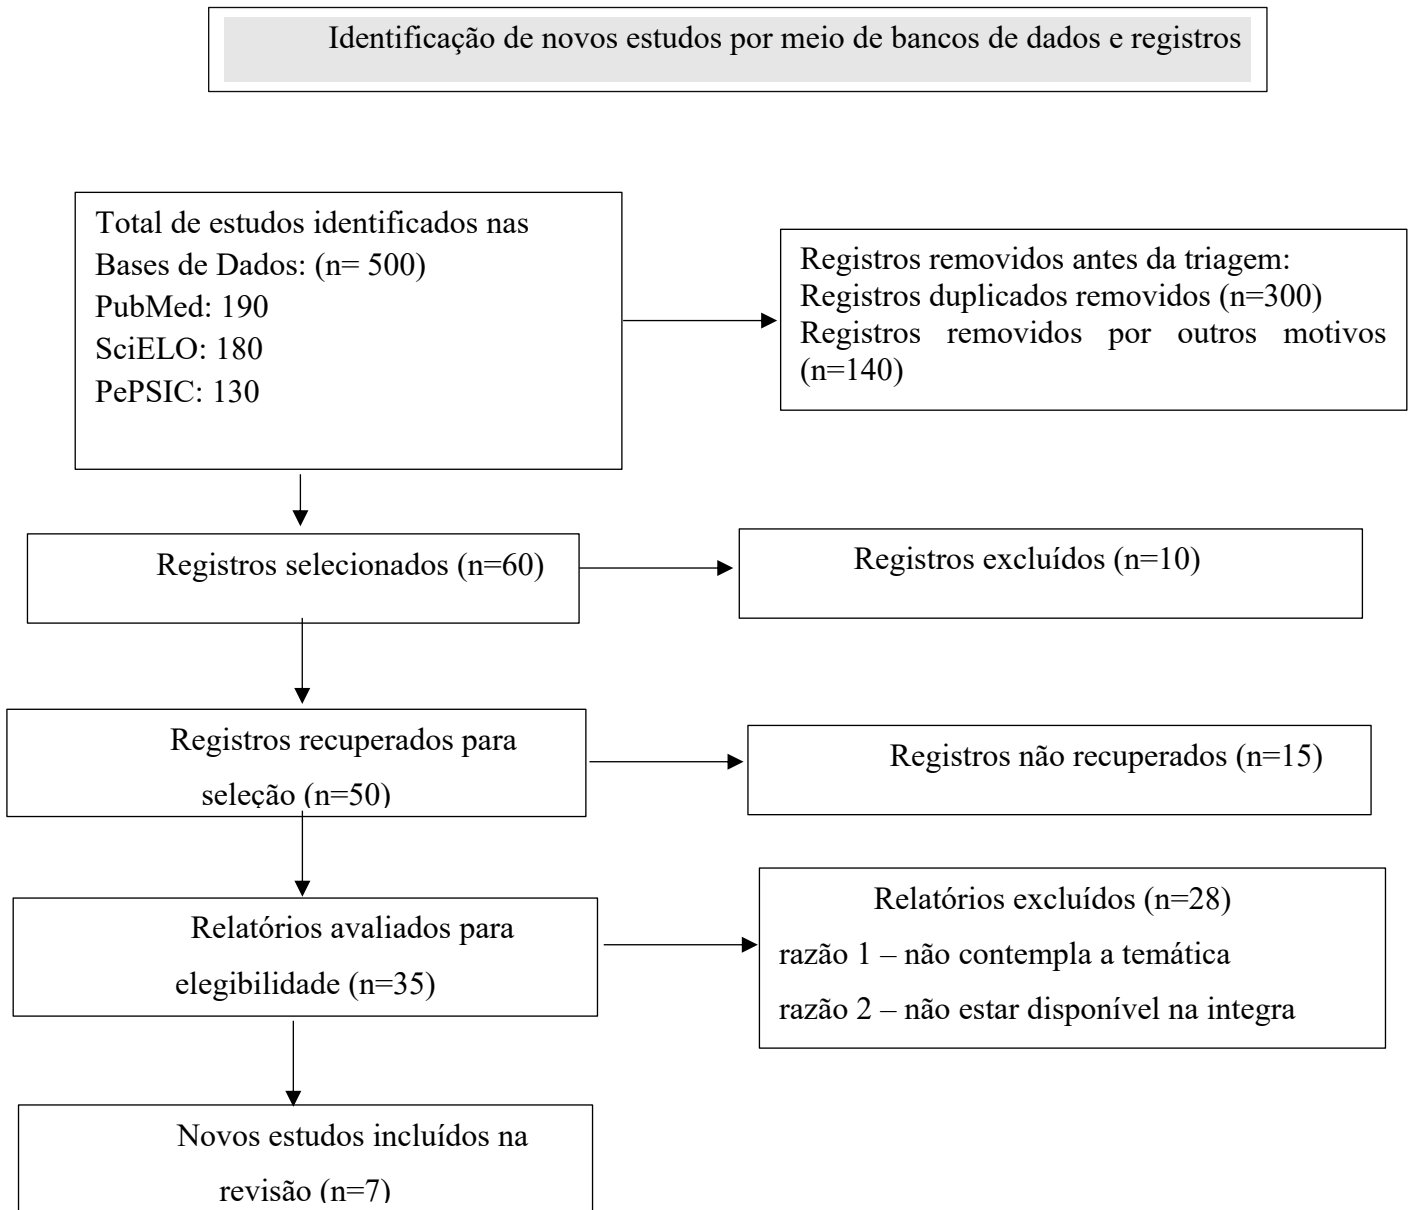 Identificação de novos estudos por meio de bancos de dados e registros
Total de estudos identificados nas
Bases de Dados: (n= 500)
PubMed: 190
SciELO: 180
PePSIC: 130
Registros removidos antes da triagem:
Registros duplicados removidos (n=300)
Registros removidos por outros motivos
(n=140)
Registros selecionados (n=60)
Registros excluídos (n=10)
Registros recuperados para
seleção (n=50)
Registros não recuperados (n=15)
Relatórios avaliados para
elegibilidade (n=35)
Relatórios excluídos (n=28)
razão 1 – não contempla a temática
razão 2 – não estar disponível na integra
Novos estudos incluídos na
revisão (n=7)